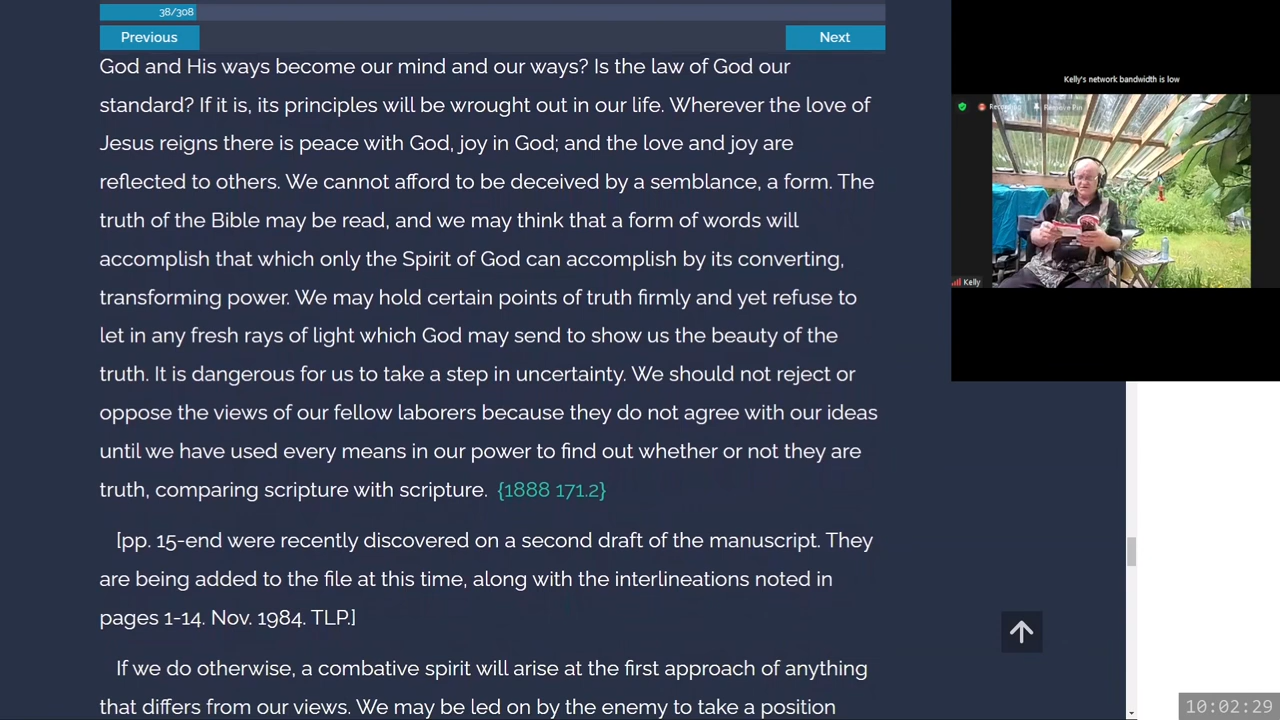 38/308
Previous
Next
Kelly's network bandwidth is low
God and His ways become our mind and our ways? Is the law of God our
standard? If it is, its principles will be wrought out in our life. Wherever the love of
Jesus reigns there is peace with God, joy in God; and the love and joy are
reflected to others. We cannot afford to be deceived by a semblance, a form. The
truth of the Bible may be read, and we may think that a form of words will
accomplish that which only the Spirit of God can accomplish by its converting,
transforming power. We may hold certain points of truth firmly and yet refuse to
let in any fresh rays of light which God may send to show us the beauty of the
truth. It is dangerous for us to take a step in uncertainty. We should not reject or
oppose the views of our fellow laborers because they do not agree with our ideas
until we have used every means in our power to find out whether or not they are
truth, comparing scripture with scripture. {1888 171.2}
[pp. 15-end were recently discovered on a second draft of the manuscript. They
are being added to the file at this time, along with the interlineations noted in
pages 1-14. Nov. 1984. TLP.]
If we do otherwise, a combative spirit will arise at the first approach of anything
that differs from our views. We may be led on by the enemy to take a position
Recording
Remove Pin
Kelly
10:02:29